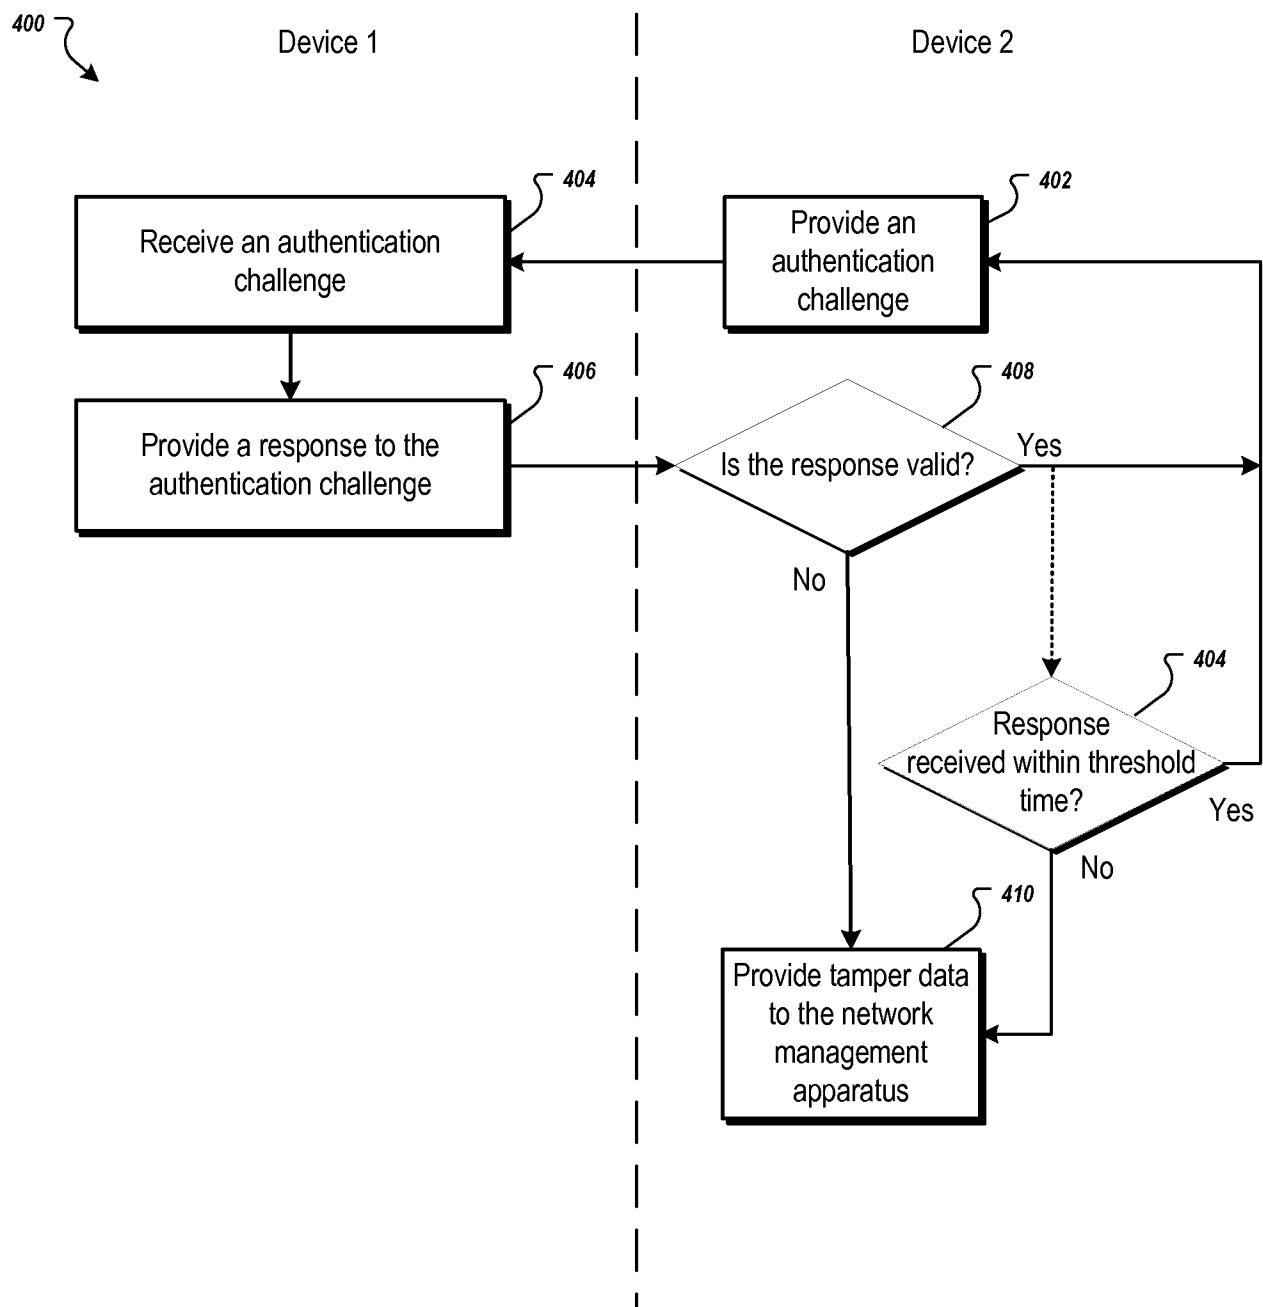 400
Device 1
Device 2
404
Receive an authentication
challenge
402
Provide an
authentication
challenge
406
Provide a response to the
authentication challenge
408
Is the response valid?
Yes
No
404
Response
received within threshold
time?
Yes
No
410
Provide tamper data
to the network
management
apparatus